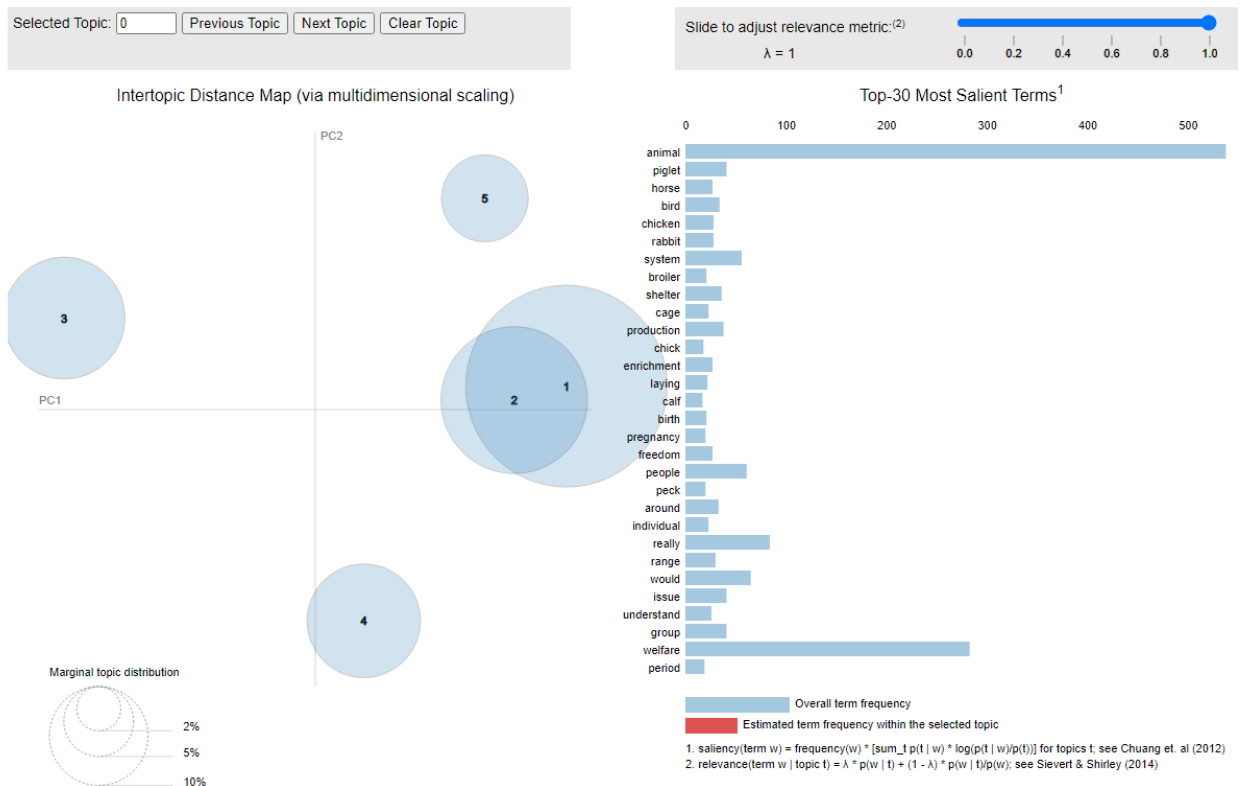 Selected Topic: 0 Previous Topic Next Topic Clear Topic
Slide to adjust relevance metric:(2)
λ = 1
0.0 0.2 0.4 0.6 0.8 1.0
Intertopic Distance Map (via multidimensional scaling)
PC2
PC1
5
3
1
2
4
Marginal topic distribution
2%
5%
10%
Top-30 Most Salient Terms1
0 100 200 300 400 500
animal
piglet
horse
bird
chicken
rabbit
system
broiler
shelter
cage
production
chick
enrichment
laying
calf
birth
pregnancy
freedom
people
peck
around
individual
really
range
would
issue
understand
group
welfare
period
Overall term frequency
Estimated term frequency within the selected topic
1. saliency(term w) = frequency(w) * [sum_t p(t | w) * log(p(t | w)/p(t))] for topics t; see Chuang et. al (2012)
2. relevance(term w | topic t) = λ * p(w | t) + (1 - λ) * p(w | t)/p(w); see Sievert & Shirley (2014)